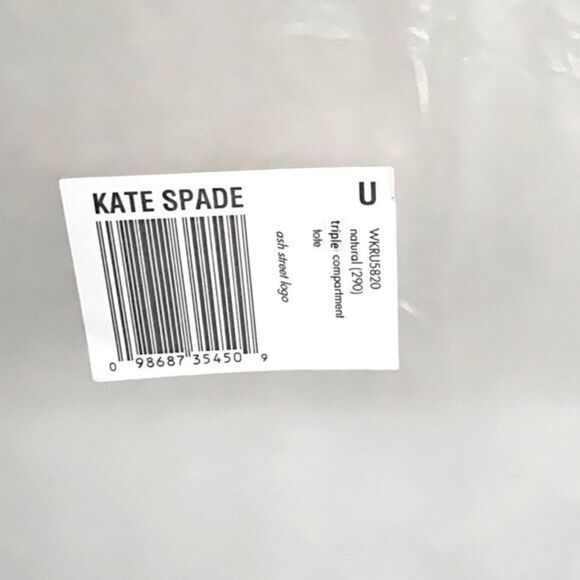 KATE SPADE
U
0 98687 35450 9
WKRU5820
natural (290)
triple compartment
tote
ash street logo